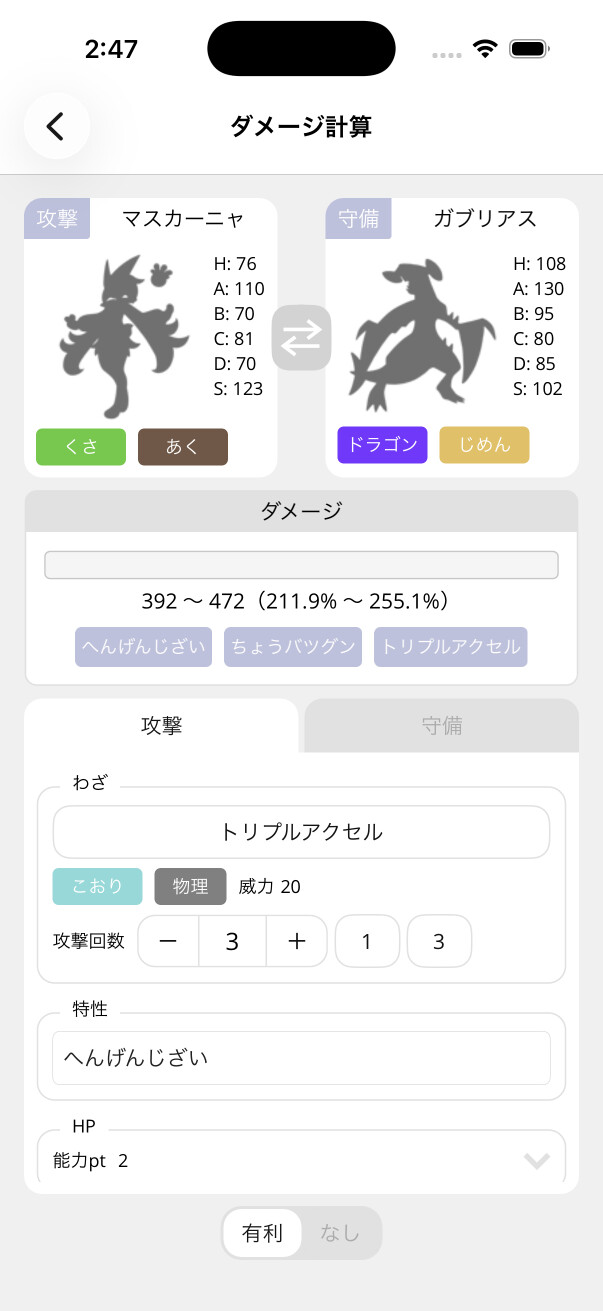 2:47
ダメージ計算
攻撃 マスカーニャ
H: 76
A: 110
B: 70
C: 81
D: 70
S: 123
くさ あく
守備 ガブリアス
H: 108
A: 130
B: 95
C: 80
D: 85
S: 102
ドラゴン じめん
ダメージ
392 〜 472（211.9% 〜 255.1%）
へんげんじざい ちょうバツグン トリプルアクセル
攻撃 守備
わざ
トリプルアクセル
こおり 物理 威力 20
攻撃回数 − 3 + 1 3
特性
へんげんじざい
HP
能力pt 2
有利 なし